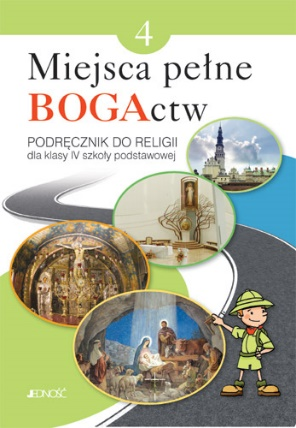 4
Miejsca pełne
BOGActw
PODRĘCZNIK DO RELIGII
dla klasy IV szkoły podstawowej
JEDNOŚĆ